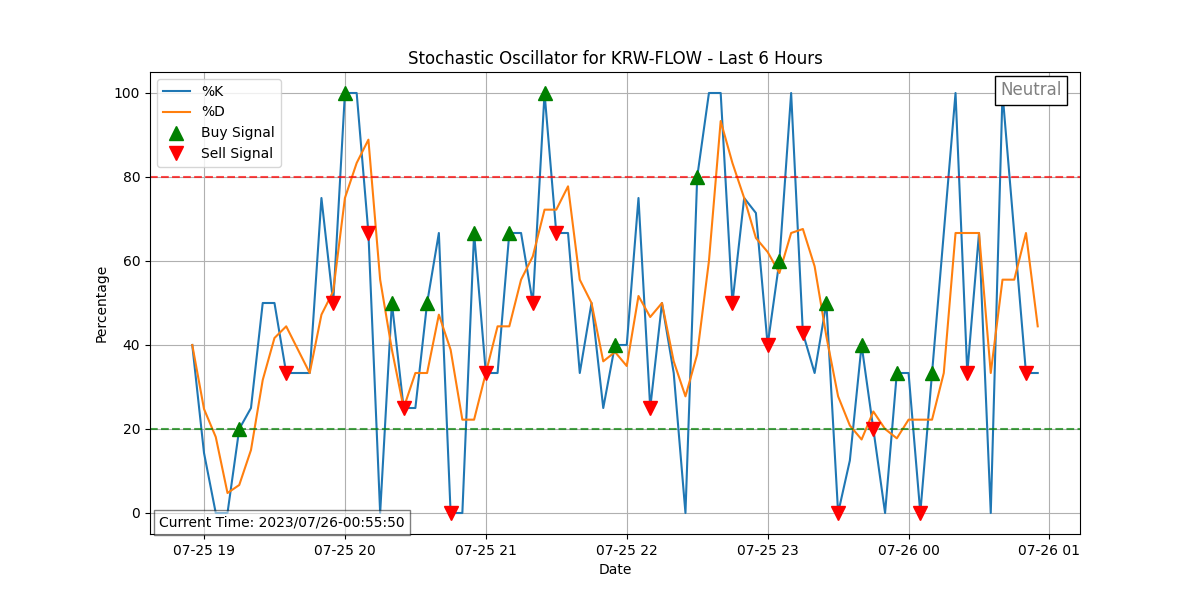 Stochastic Oscillator for KRW-FLOW - Last 6 Hours
%K
%D
Buy Signal
Sell Signal
Neutral
100
80
60
40
20
0
Percentage
Current Time: 2023/07/26-00:55:50
07-25 19
07-25 20
07-25 21
07-25 22
07-25 23
07-26 00
07-26 01
Date